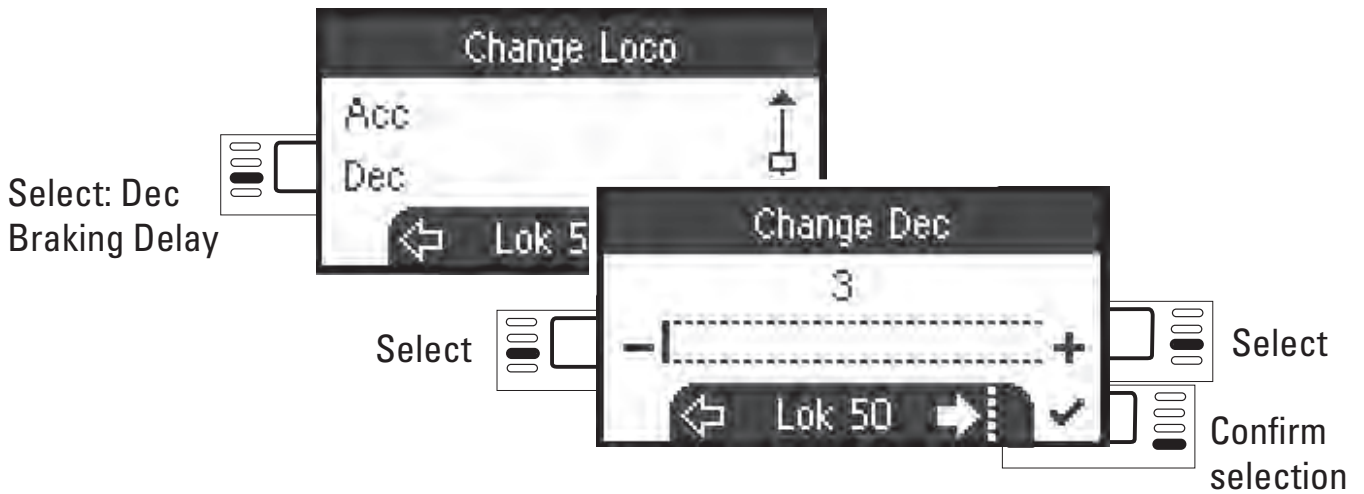 Change Loco
Acc
Select: Dec
Braking Delay
Dec
Lok 5
Change Dec
3
Select
−
+
Select
Lok 50
Confirm
selection